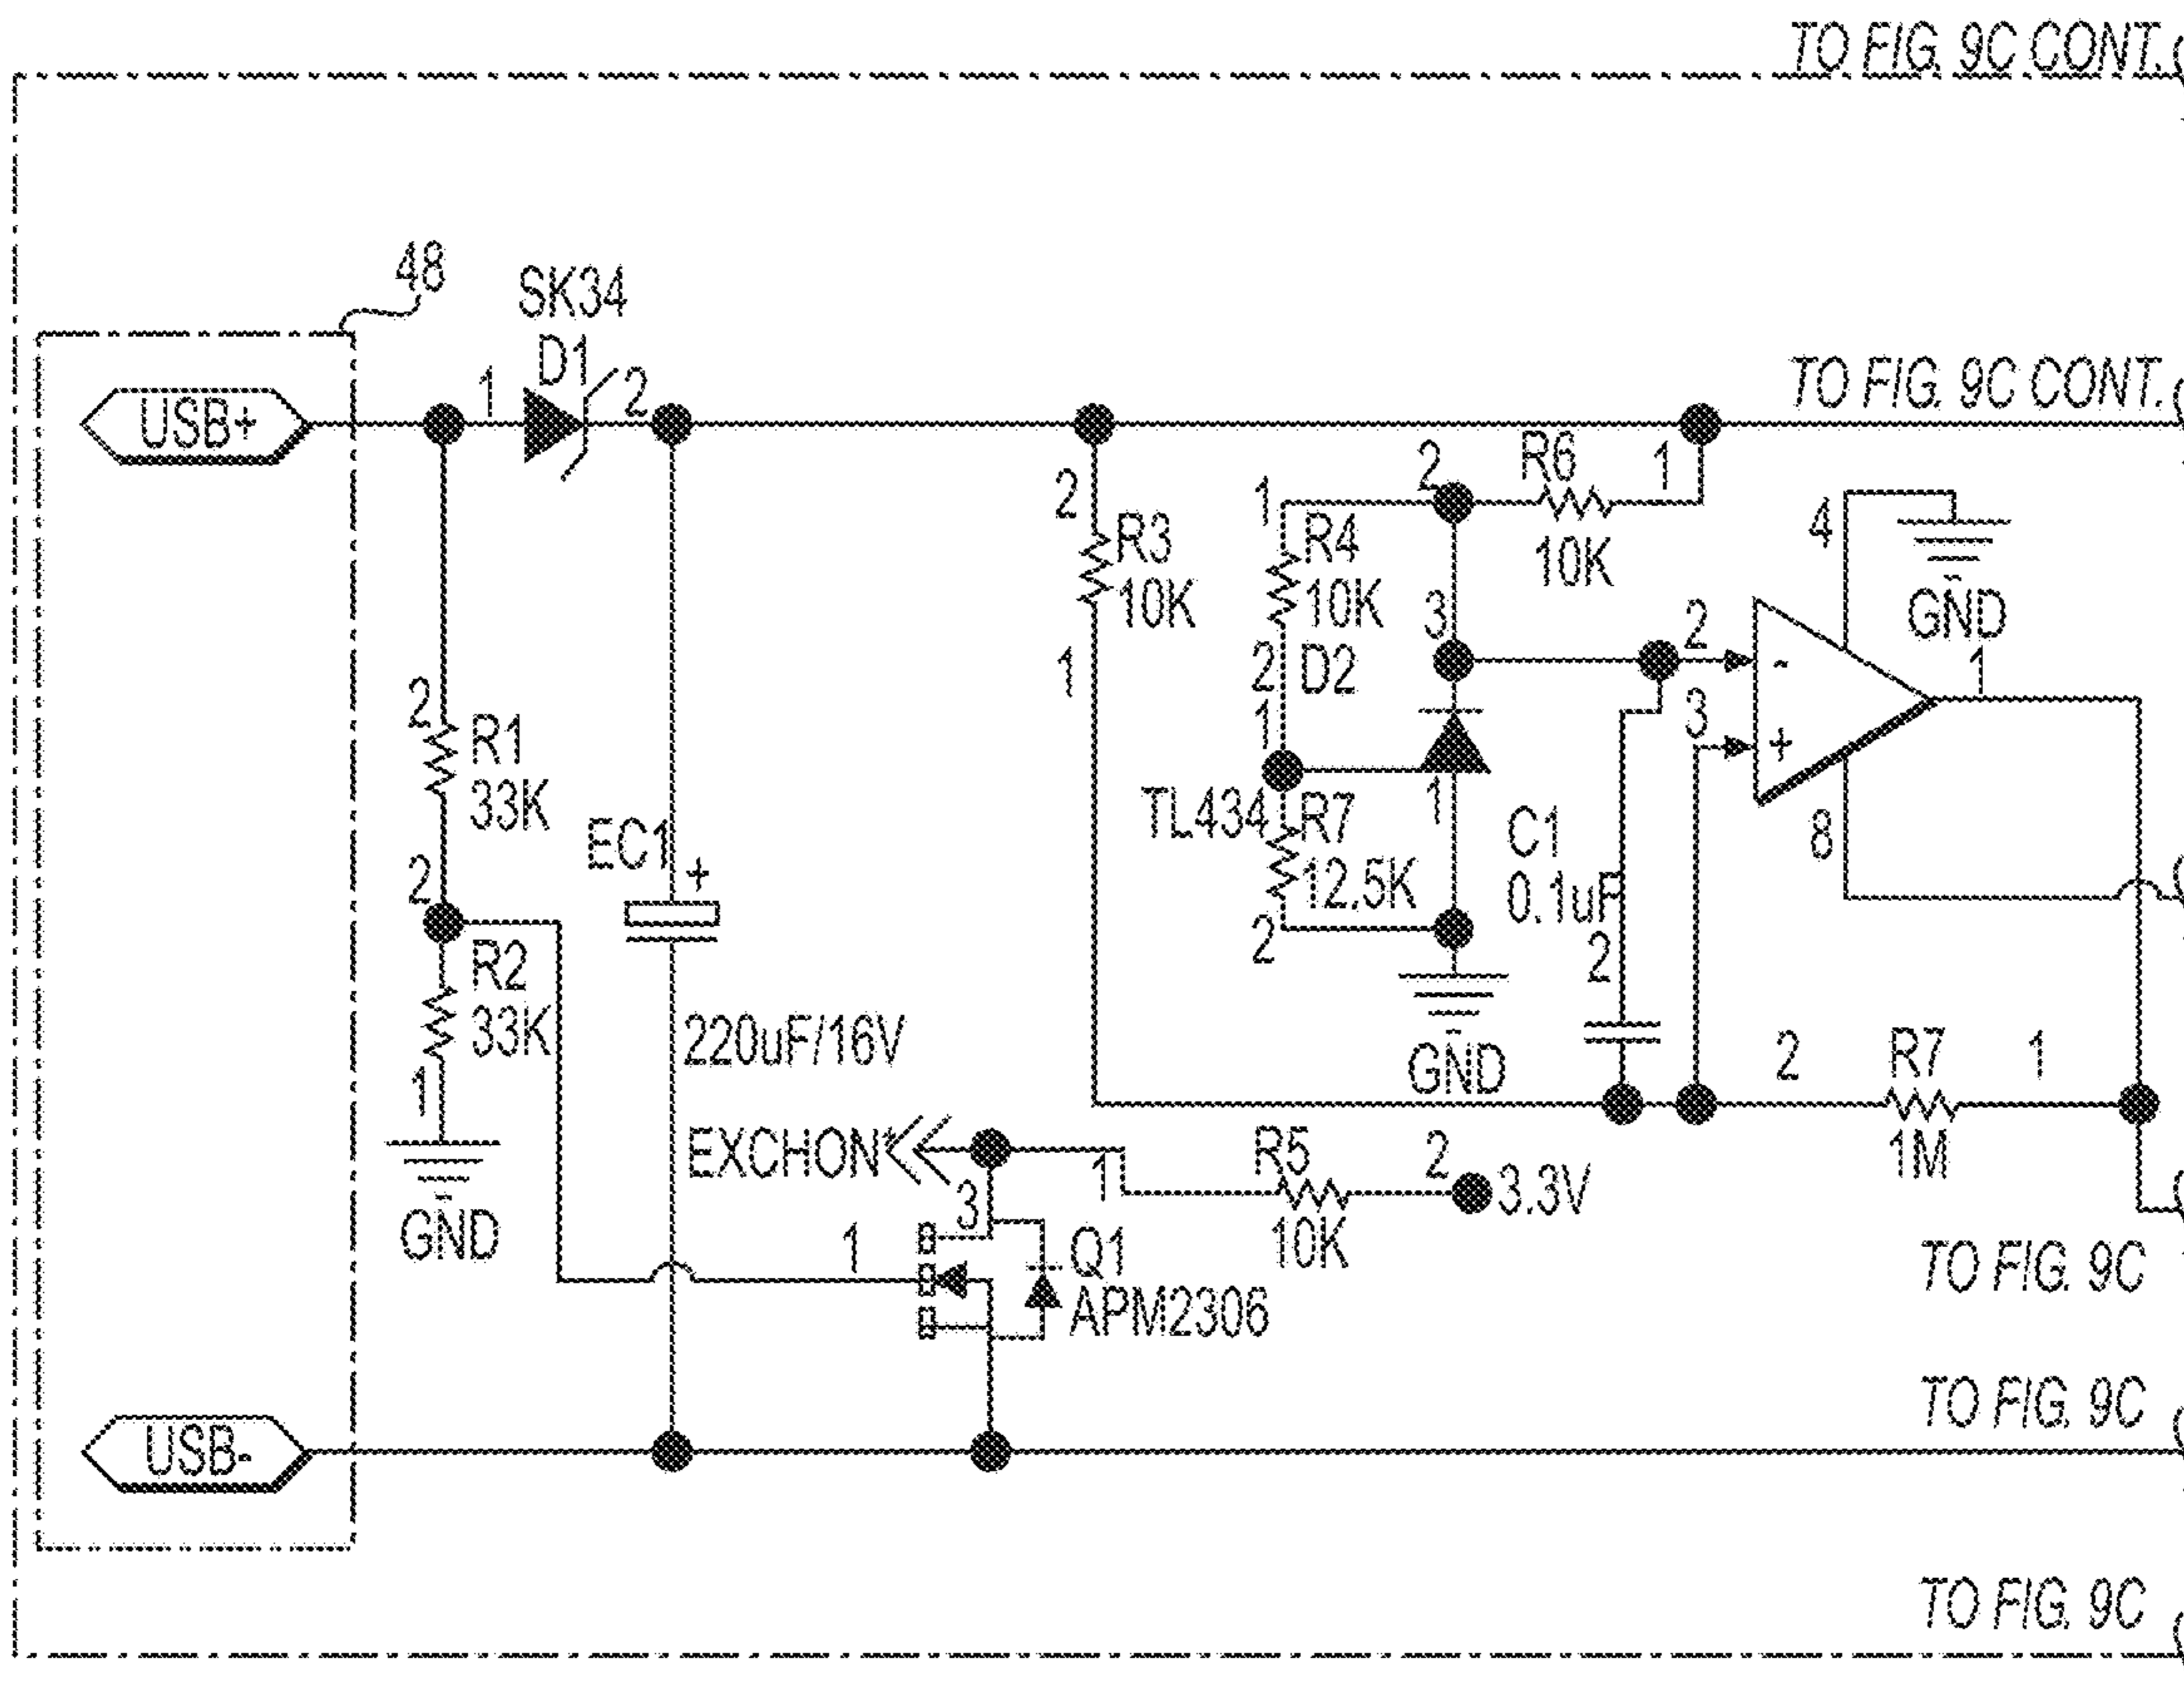 TO FIG. 9C CONT.
48
SK34
D1
TO FIG. 9C CONT.
USB+
1
2
2
R3
10K
1
1
R4
10K
2
2
R6
1
10K
4
GND
3
D2
1
2
-
3
+
1
8
2
R1
33K
2
R2
33K
1
GND
EC1
+
220uF/16V
TL434
R7
12.5K
2
1
GND
C1
0.1uF
2
2
R7
1
1M
EXCHON*
3
1
R5
10K
2
3.3V
1
Q1
APM2306
TO FIG. 9C
TO FIG. 9C
USB-
TO FIG. 9C